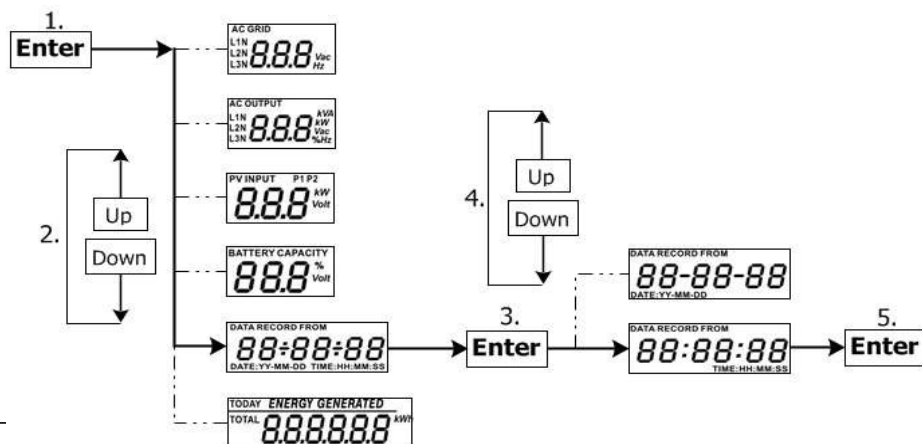 1.
Enter
AC GRID
L1N
L2N
L3N
8.8.8
Vac
Hz
AC OUTPUT
L1N
L2N
L3N
8.8.8
kVA
kW
Vac
%Hz
2.
Up
Down
PV INPUT P1 P2
8.8.8
kW
Volt
BATTERY CAPACITY
88.8
%
Volt
DATA RECORD FROM
88÷88÷88
DATE:YY-MM-DD TIME:HH:MM:SS
TODAY ENERGY GENERATED
TOTAL 8.8.8.8.8.8 kWh
3.
Enter
4.
Up
Down
DATA RECORD FROM
88-88-88
DATE:YY-MM-DD
DATA RECORD FROM
88:88:88
TIME:HH:MM:SS
5.
Enter